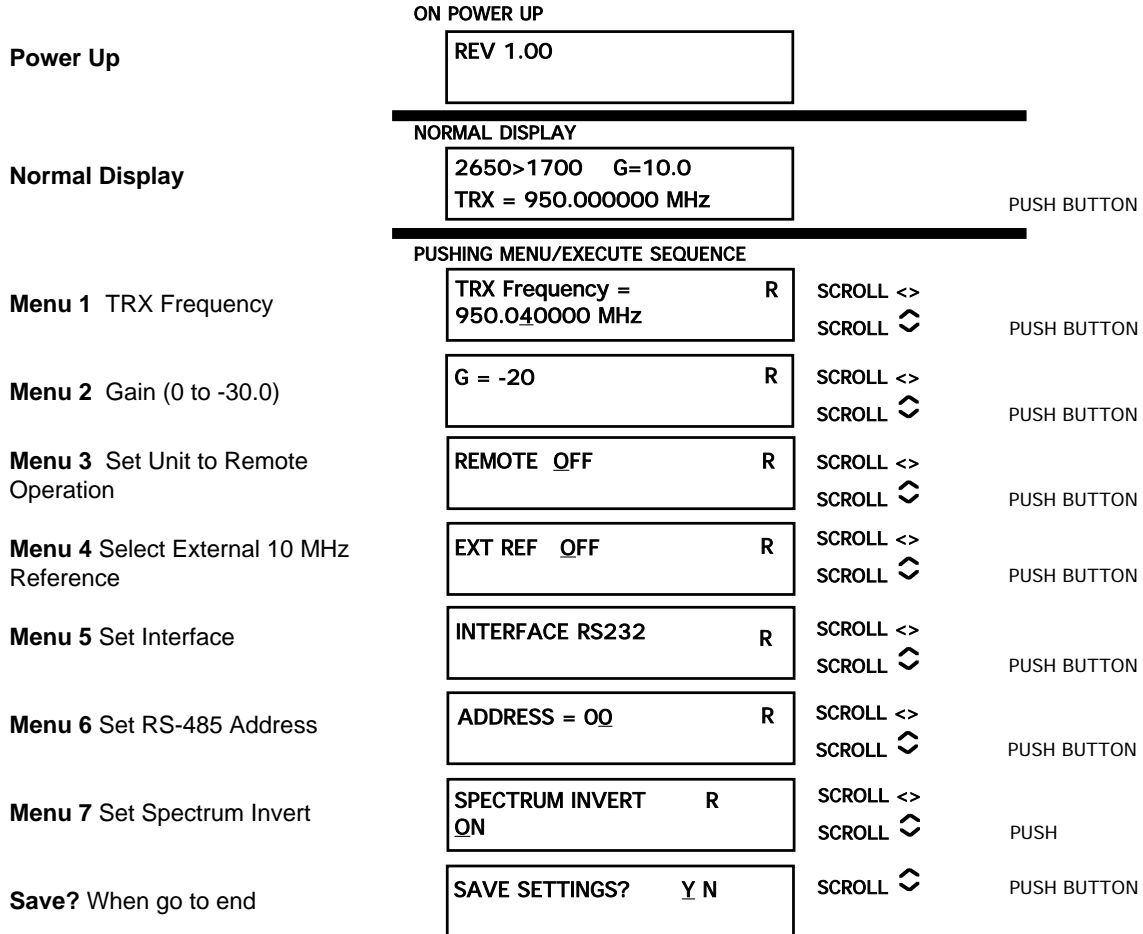 ON POWER UP
Power Up
REV 1.00
NORMAL DISPLAY
Normal Display
2650>1700 G=10.0
TRX = 950.000000 MHz
PUSH BUTTON
PUSHING MENU/EXECUTE SEQUENCE
Menu 1 TRX Frequency
TRX Frequency = R
950.040000 MHz
SCROLL <>
SCROLL
PUSH BUTTON
Menu 2 Gain (0 to -30.0)
G = -20 R
SCROLL <>
SCROLL
PUSH BUTTON
Menu 3 Set Unit to Remote
Operation
REMOTE OFF R
SCROLL <>
SCROLL
PUSH BUTTON
Menu 4 Select External 10 MHz
Reference
EXT REF OFF R
SCROLL <>
SCROLL
PUSH BUTTON
Menu 5 Set Interface
INTERFACE RS232 R
SCROLL <>
SCROLL
PUSH BUTTON
Menu 6 Set RS-485 Address
ADDRESS = 00 R
SCROLL <>
SCROLL
PUSH BUTTON
Menu 7 Set Spectrum Invert
SPECTRUM INVERT R
ON
SCROLL <>
SCROLL
PUSH
Save? When go to end
SAVE SETTINGS? Y N
SCROLL
PUSH BUTTON